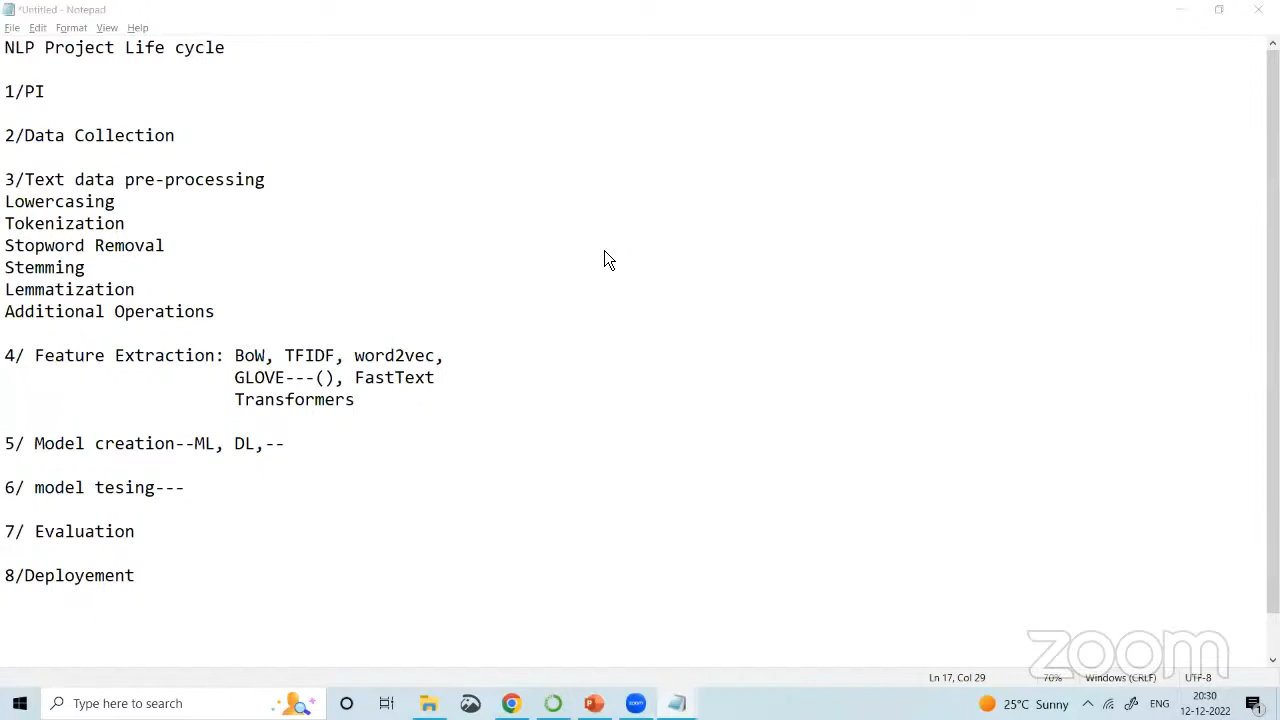 *Untitled - Notepad
File Edit Format View Help
NLP Project Life cycle
1/PI
2/Data Collection
3/Text data pre-processing
Lowercasing
Tokenization
Stopword Removal
Stemming
Lemmatization
Additional Operations
4/ Feature Extraction: BoW, TFIDF, word2vec,
GLOVE---(), FastText
Transformers
5/ Model creation--ML, DL,--
6/ model tesing---
7/ Evaluation
8/Deployement
zoom
Ln 17, Col 29 70% Windows (CRLF) UTF-8
Type here to search zoom 25°C Sunny ENG 20:30
12-12-2022 1